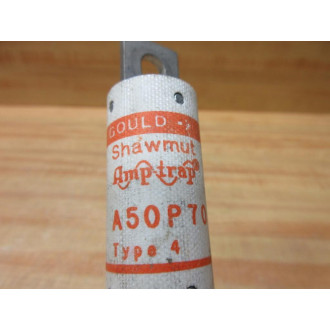 GOULD -
Shawmut
Amp-trap®
A50P70
Type 4